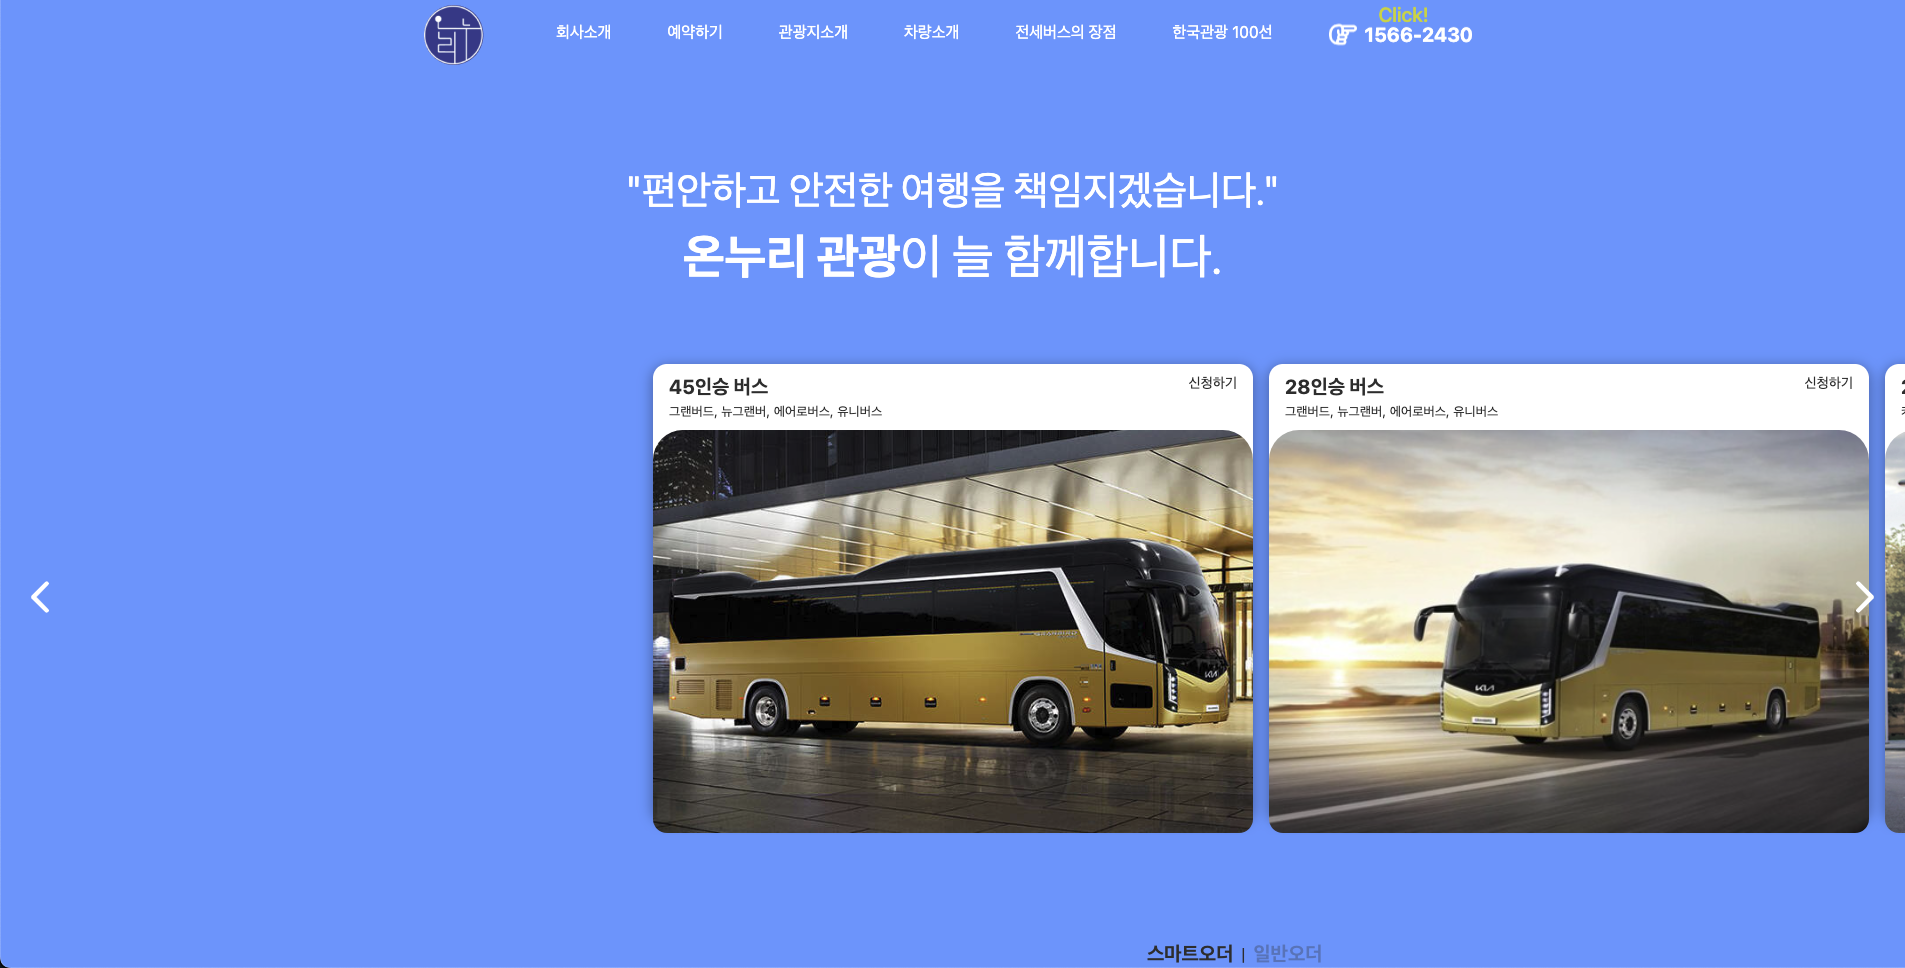 회사소개 예약하기 관광지소개 차량소개 전세버스의 장점 한국관광 100선
Click!
1566-2430
"편안하고 안전한 여행을 책임지겠습니다."
온누리 관광이 늘 함께합니다.
45인승 버스 신청하기
그랜버드, 뉴그랜버, 에어로버스, 유니버스
28인승 버스 신청하기
그랜버드, 뉴그랜버, 에어로버스, 유니버스
스마트오더 | 일반오더